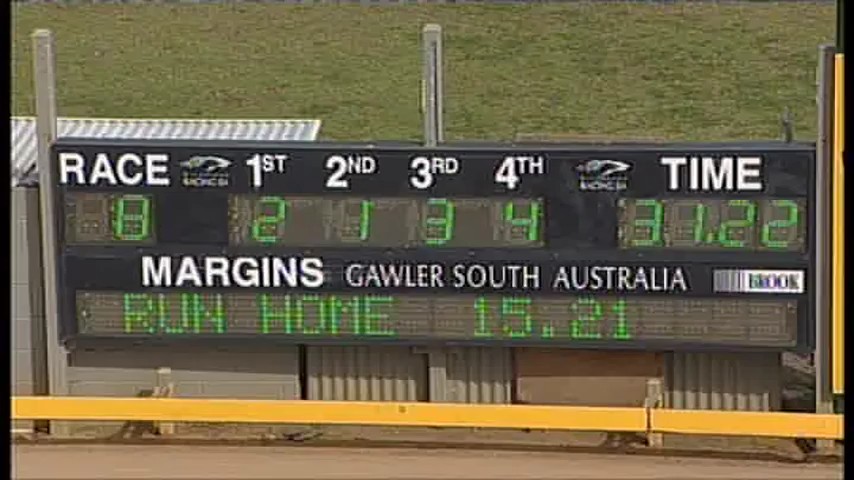 RACE 1ST 2ND 3RD 4TH TIME
8 2 1 3 4 31.22
MARGINS GAWLER SOUTH AUSTRALIA BROOK
RUN HOME 15.21